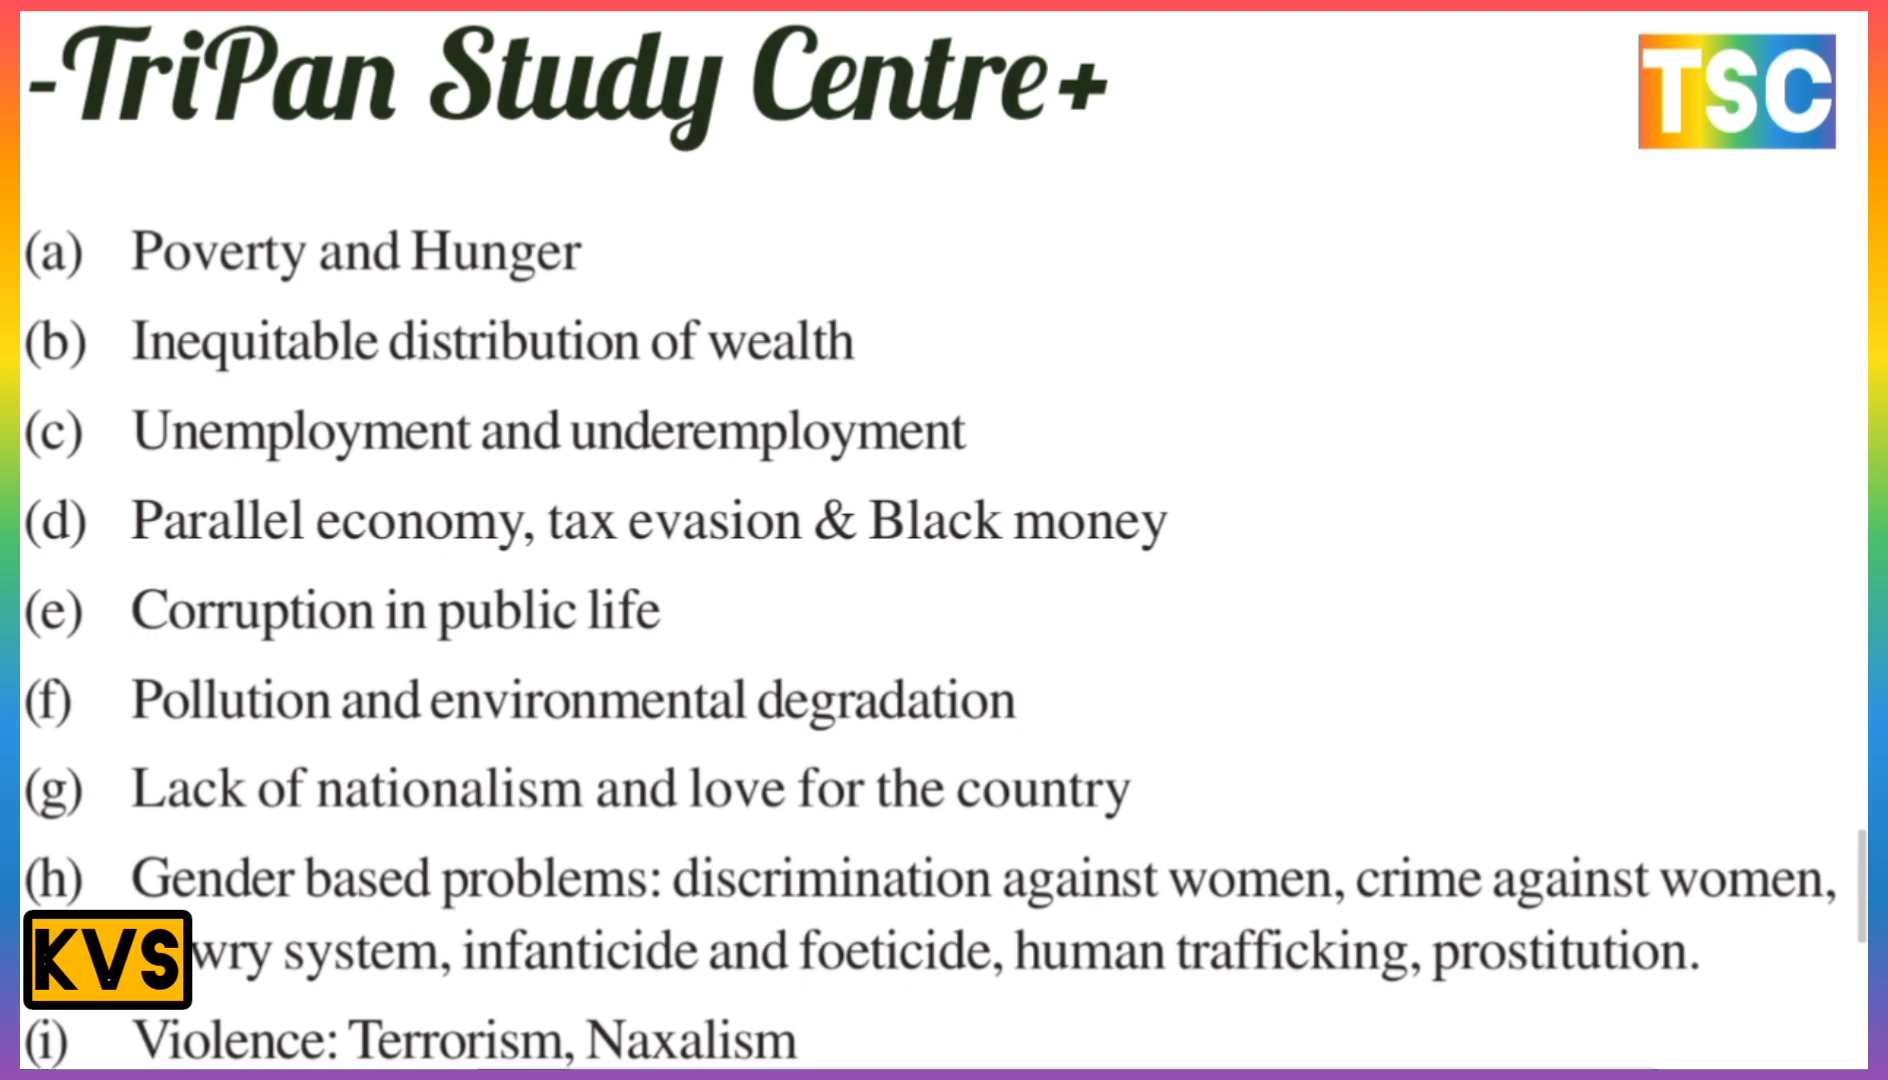 -TriPan Study Centre+
TSC
(a) Poverty and Hunger
(b) Inequitable distribution of wealth
(c) Unemployment and underemployment
(d) Parallel economy, tax evasion & Black money
(e) Corruption in public life
(f) Pollution and environmental degradation
(g) Lack of nationalism and love for the country
(h) Gender based problems: discrimination against women, crime against women,
KVS
system, infanticide and foeticide, human trafficking, prostitution.
(i) Violence: Terrorism, Naxalism